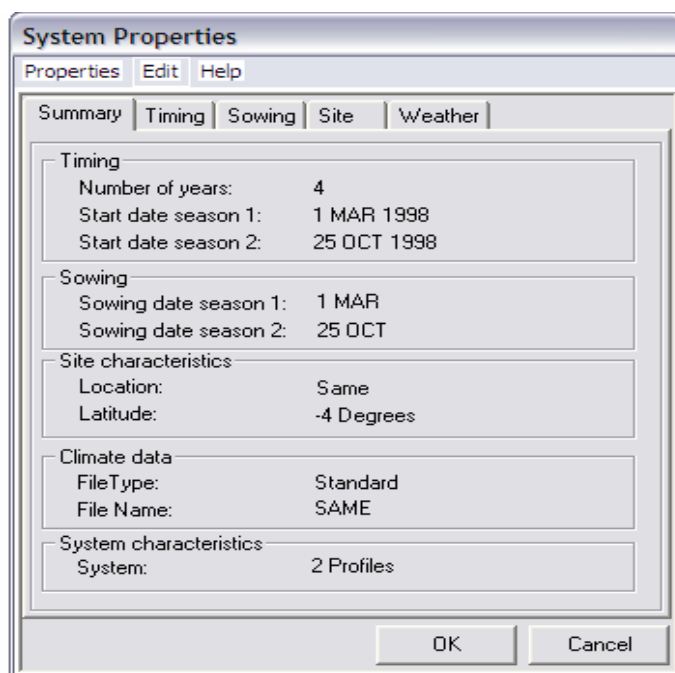 System Properties
Properties Edit Help
Summary Timing Sowing Site Weather
Timing
Number of years: 4
Start date season 1: 1 MAR 1998
Start date season 2: 25 OCT 1998
Sowing
Sowing date season 1: 1 MAR
Sowing date season 2: 25 OCT
Site characteristics
Location: Same
Latitude: -4 Degrees
Climate data
FileType: Standard
File Name: SAME
System characteristics
System: 2 Profiles
OK Cancel